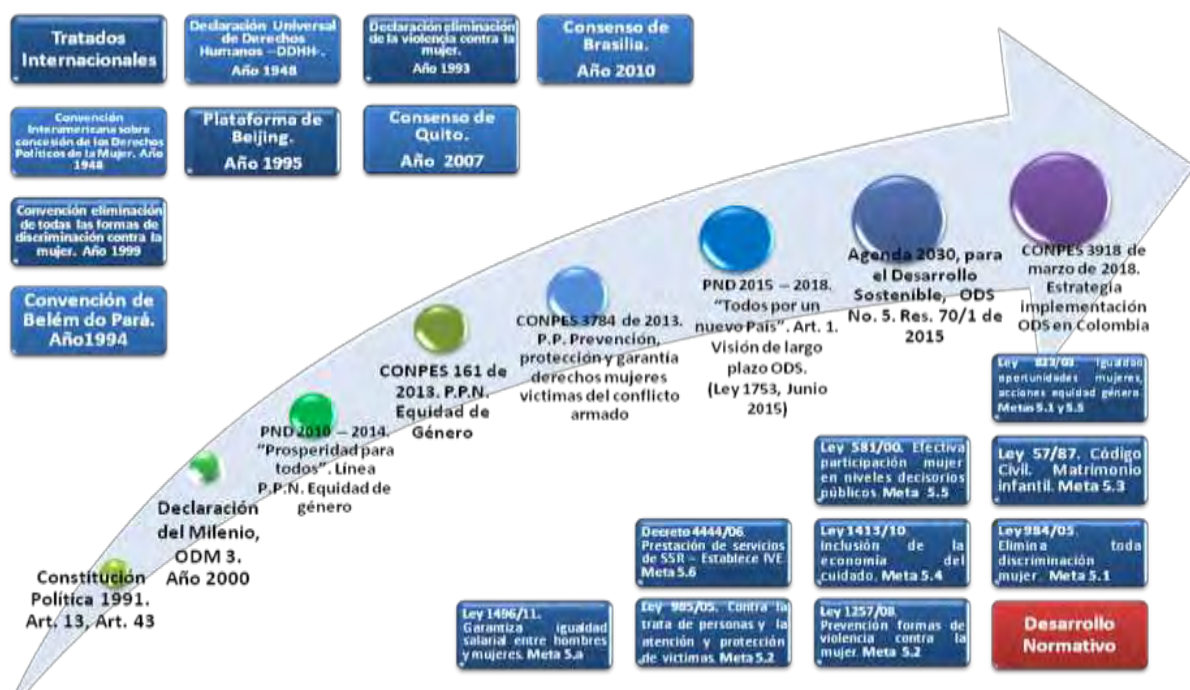 Tratados
Internacionales
Declaración Universal
de Derechos
Humanos –DDHH-.
Año 1948
Declaración eliminación
de la violencia contra la
mujer.
Año 1993
Consenso de
Brasilia.
Año 2010
Convención
Interamericana sobre
concesión de los Derechos
Políticos de la Mujer. Año
1948
Plataforma de
Beijing.
Año 1995
Consenso de
Quito.
Año 2007
Convención eliminación
de todas las formas de
discriminación contra la
mujer. Año 1999
Convención de
Belém do Pará.
Año1994
Constitución
Política 1991.
Art. 13, Art. 43
Declaración
del Milenio,
ODM 3.
Año 2000
PND 2010 – 2014.
“Prosperidad para
todos”. Línea
P.P.N. Equidad de
género
CONPES 161 de
2013. P.P.N.
Equidad de
Género
CONPES 3784 de 2013.
P.P. Prevención,
protección y garantía
derechos mujeres
victimas del conflicto
armado
PND 2015 – 2018.
“Todos por un
nuevo País”. Art. 1.
Visión de largo
plazo ODS.
(Ley 1753, Junio
2015)
Agenda 2030, para
el Desarrollo
Sostenible, ODS
No. 5. Res. 70/1 de
2015
CONPES 3918 de
marzo de 2018.
Estrategia
implementación
ODS en Colombia
Ley 823/03. Igualdad
oportunidades mujeres,
acciones equidad género.
Metas 5.1 y 5.5
Ley 581/00. Efectiva
participación mujer
en niveles decisorios
públicos. Meta 5.5
Ley 57/87. Código
Civil. Matrimonio
infantil. Meta 5.3
Decreto 4444/06.
Prestación de servicios
de SSR – Establece IVE.
Meta 5.6
Ley 1413/10.
Inclusión de la
economía del
cuidado. Meta 5.4
Ley 984/05.
Elimina toda
discriminación
mujer. Meta 5.1
Ley 1496/11.
Garantiza igualdad
salarial entre hombres
y mujeres. Meta 5.a
Ley 985/05. Contra la
trata de personas y la
atención y protección
de victimas. Meta 5.2
Ley 1257/08.
Prevención formas de
violencia contra la
mujer. Meta 5.2
Desarrollo
Normativo